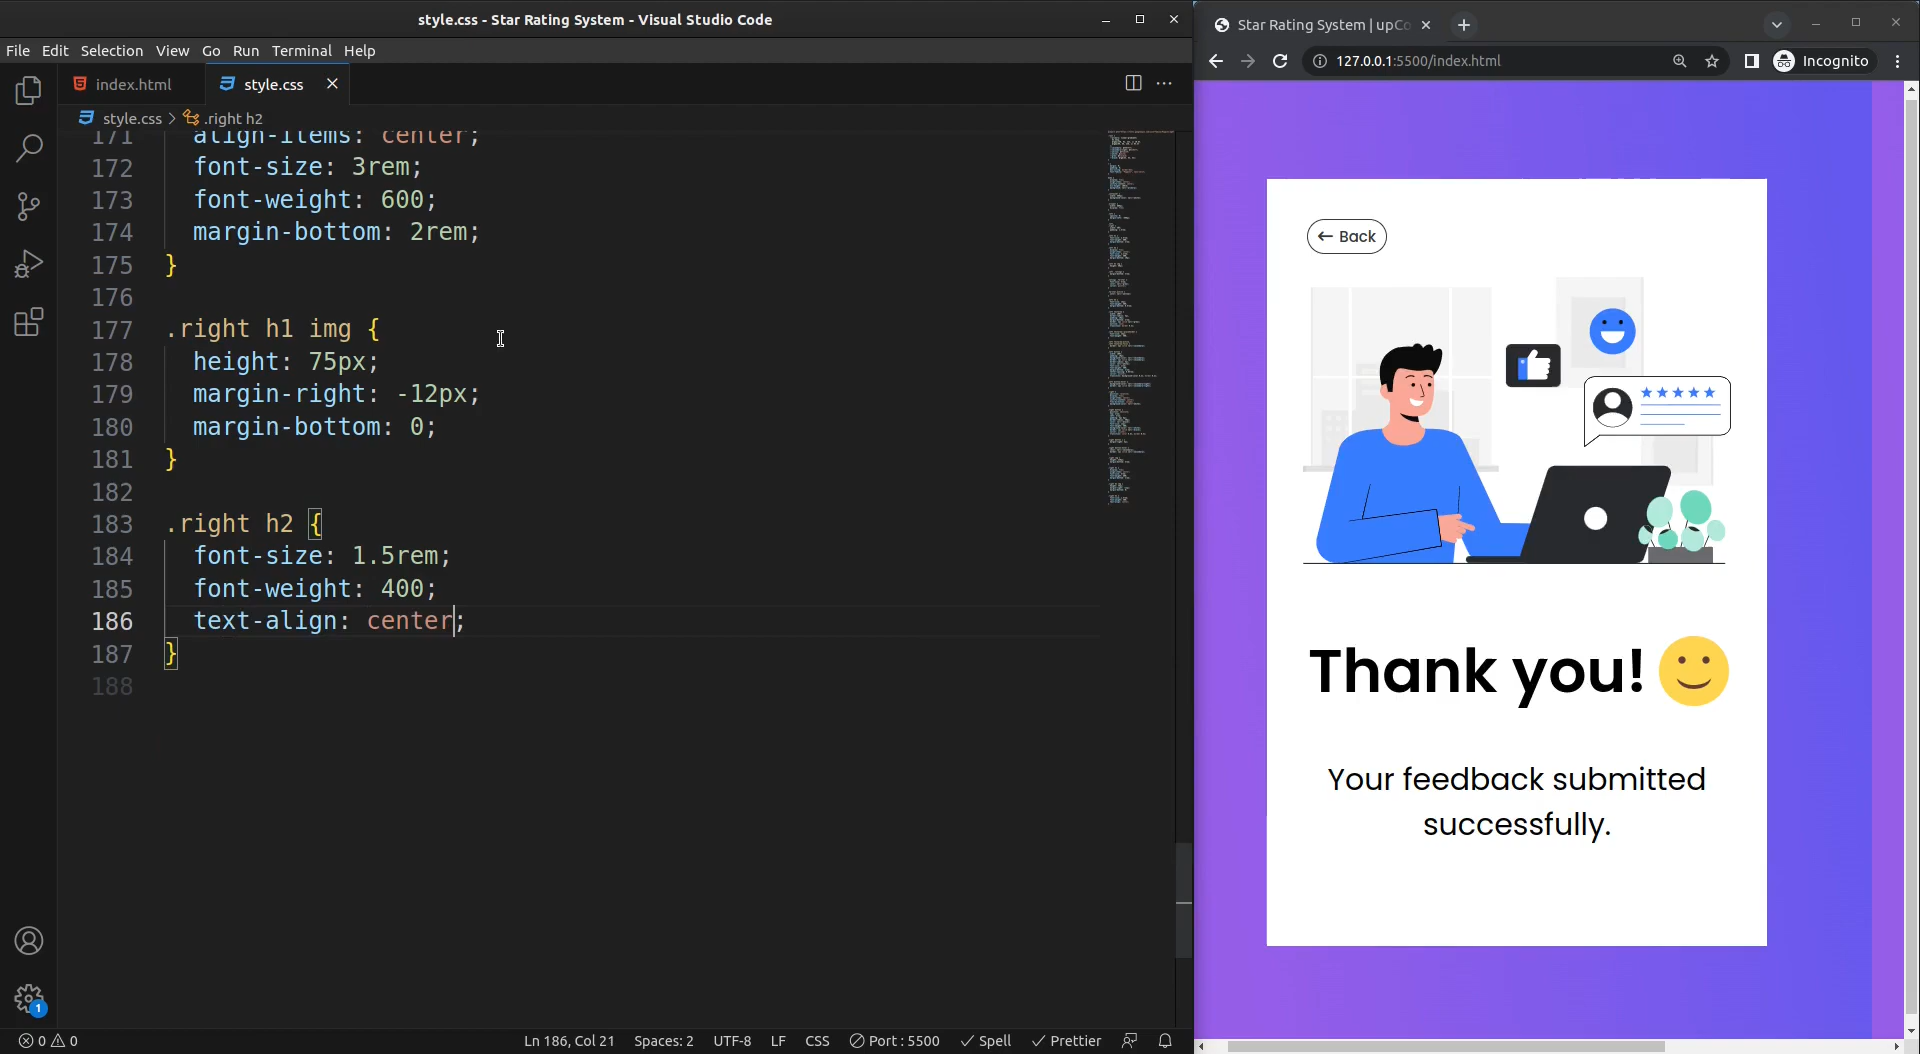 style.css - Star Rating System - Visual Studio Code
File Edit Selection View Go Run Terminal Help
index.html
style.css
style.css > .right h2
171 align-items: center;
172 font-size: 3rem;
173 font-weight: 600;
174 margin-bottom: 2rem;
175 }
176
177 .right h1 img {
178 height: 75px;
179 margin-right: -12px;
180 margin-bottom: 0;
181 }
182
183 .right h2 {
184 font-size: 1.5rem;
185 font-weight: 400;
186 text-align: center;
187 }
188
1
0 0
Ln 186, Col 21 Spaces: 2 UTF-8 LF CSS Port : 5500 Spell Prettier
Star Rating System | upCo
127.0.0.1:5500/index.html
Incognito
← Back
Thank you!
Your feedback submitted
successfully.